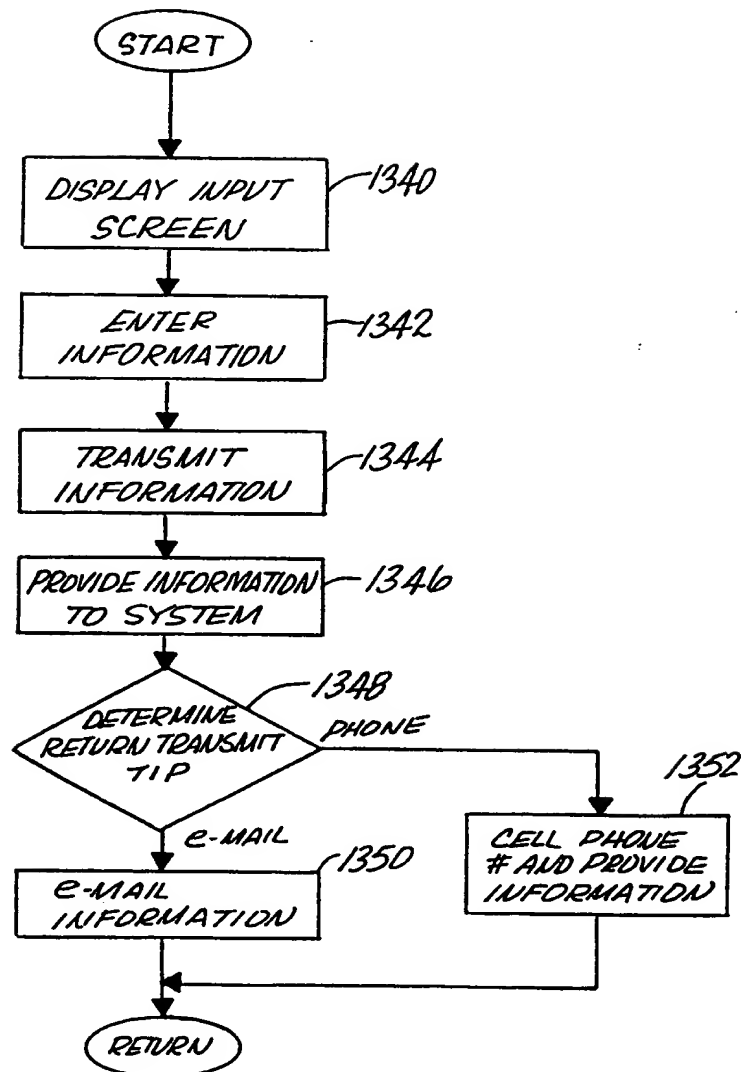 START
DISPLAY INPUT
SCREEN
1340
ENTER
INFORMATION
1342
TRANSMIT
INFORMATION
1344
PROVIDE INFORMATION
TO SYSTEM
1346
DETERMINE
RETURN TRANSMIT
TIP
1348
PHONE
e-MAIL
e-MAIL
INFORMATION
1350
CELL PHONE
# AND PROVIDE
INFORMATION
1352
RETURN